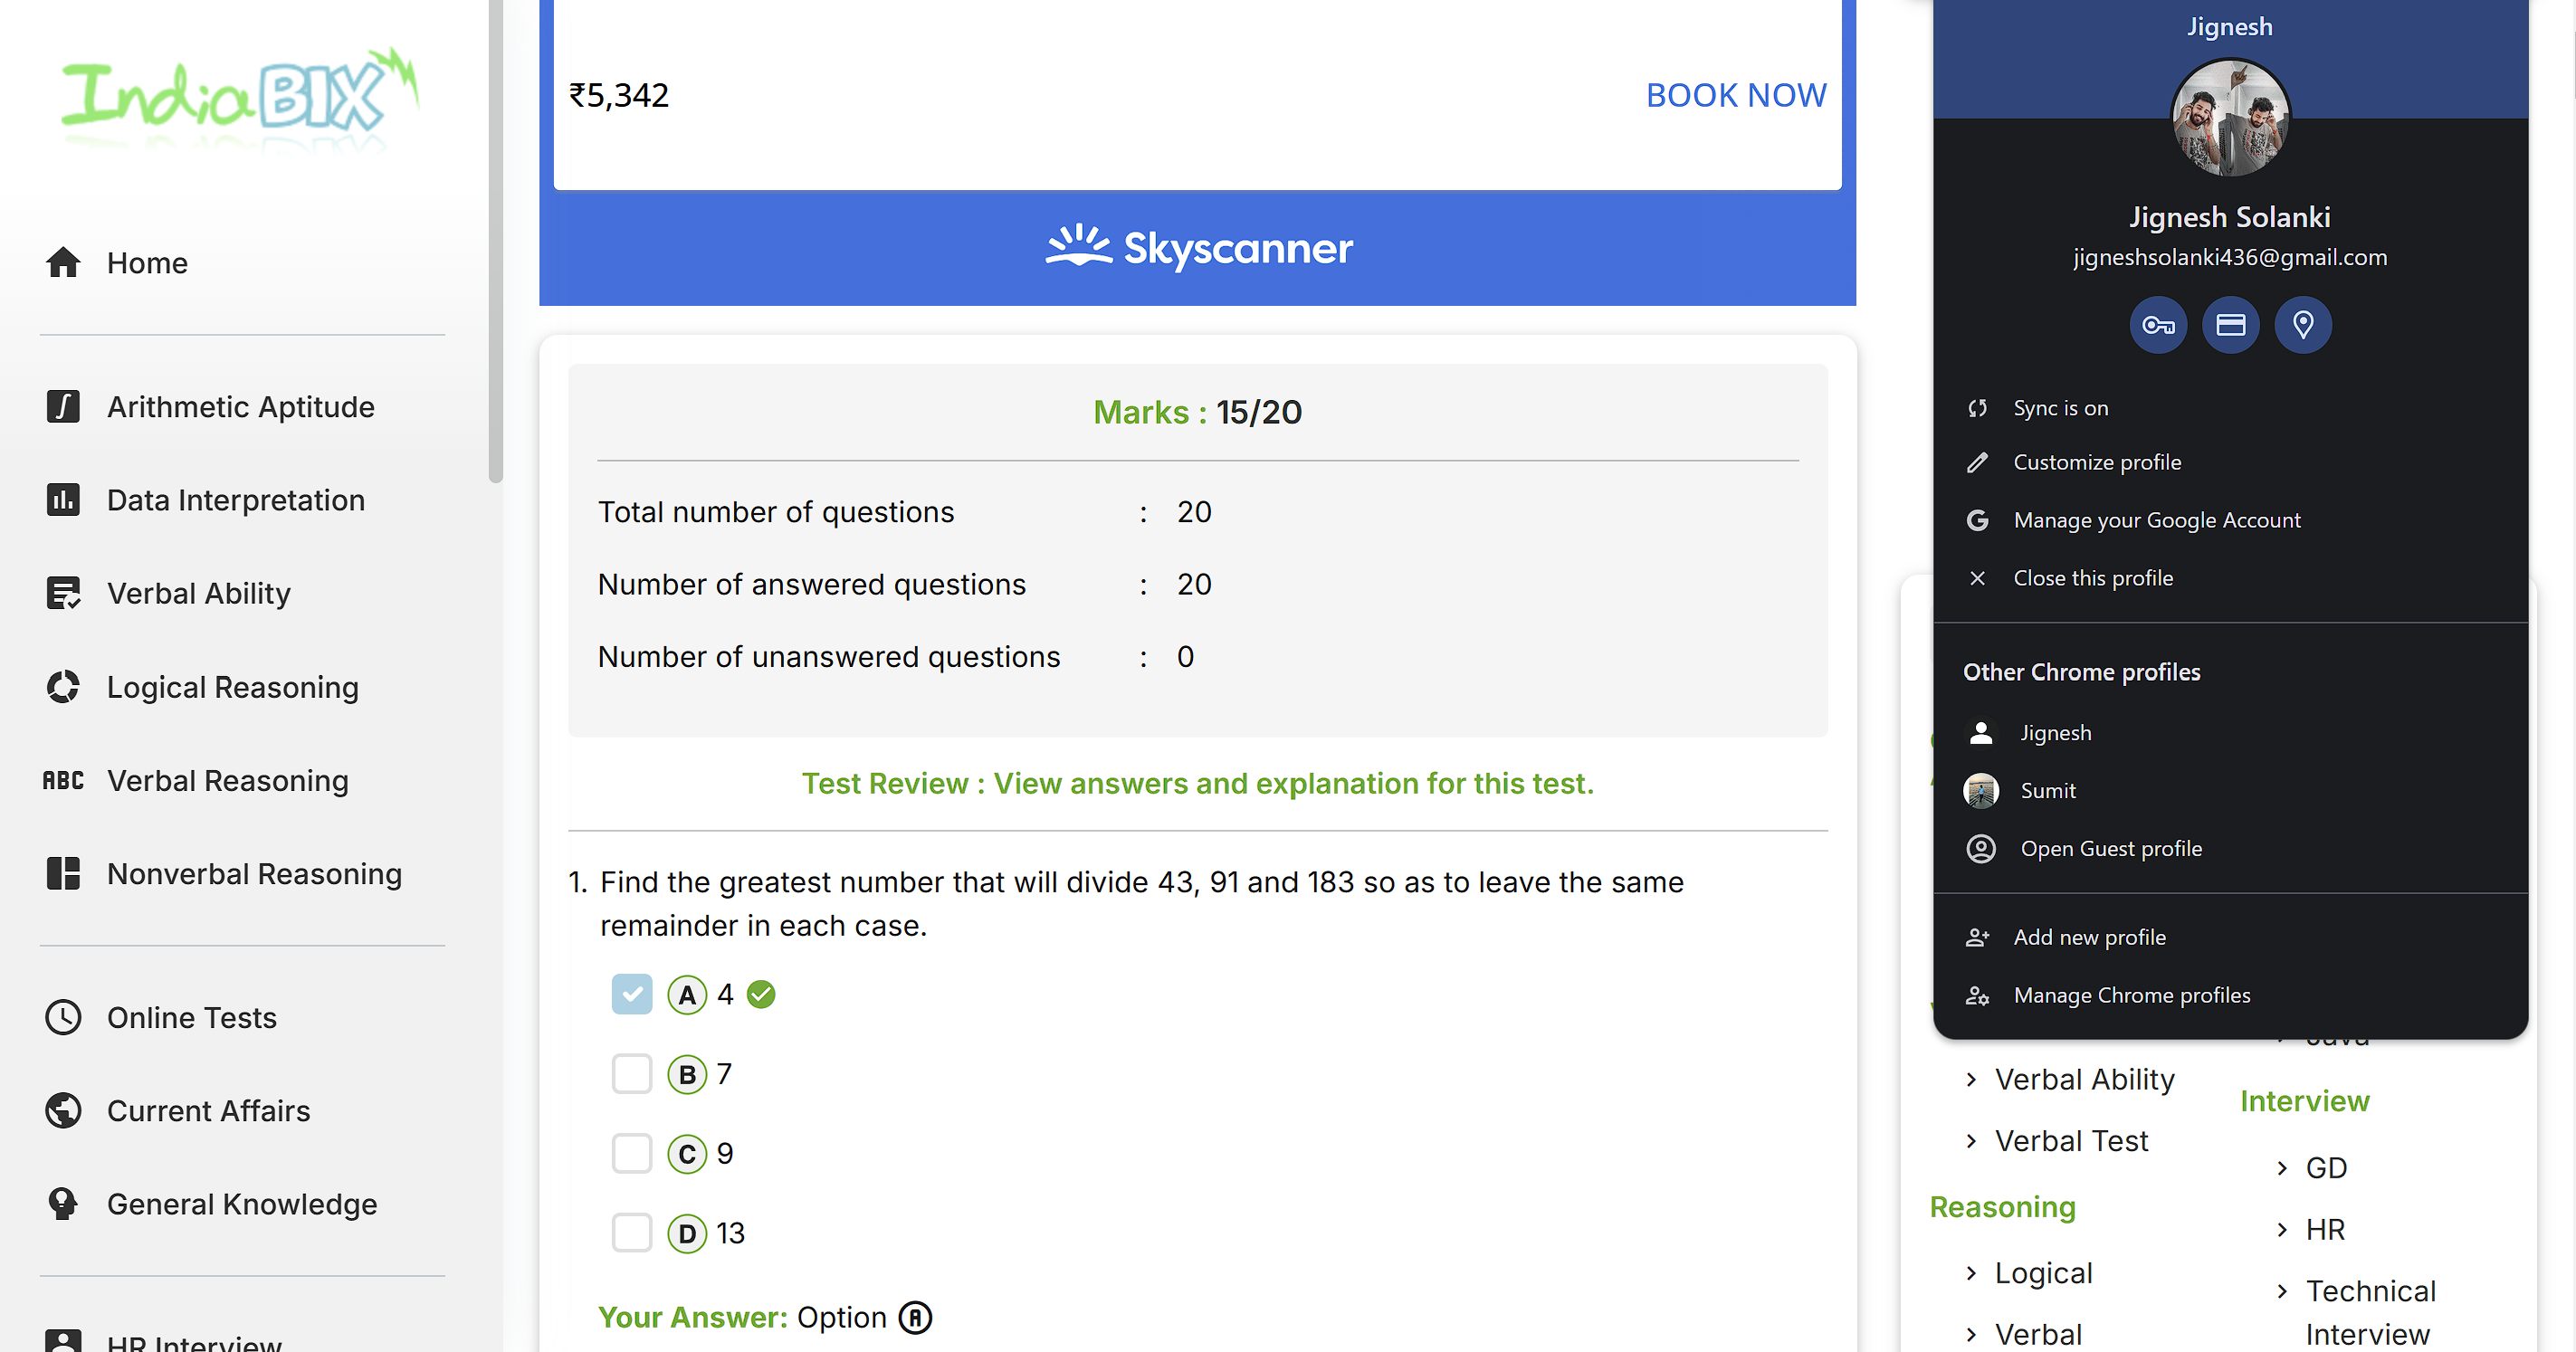 IndiaBIX
Home
Arithmetic Aptitude
Data Interpretation
Verbal Ability
Logical Reasoning
ABC Verbal Reasoning
Nonverbal Reasoning
Online Tests
Current Affairs
General Knowledge
HR Interview
₹5,342
BOOK NOW
Skyscanner
Marks : 15/20
Total number of questions : 20
Number of answered questions : 20
Number of unanswered questions : 0
Test Review : View answers and explanation for this test.
1. Find the greatest number that will divide 43, 91 and 183 so as to leave the same
remainder in each case.
A 4
B 7
C 9
D 13
Your Answer: Option A
Jignesh
Jignesh Solanki
jigneshsolanki436@gmail.com
Sync is on
Customize profile
G Manage your Google Account
Close this profile
Other Chrome profiles
Jignesh
Sumit
Open Guest profile
Add new profile
Manage Chrome profiles
Verbal Ability
Verbal Test
Reasoning
Logical
Verbal
Java
Interview
GD
HR
Technical
Interview